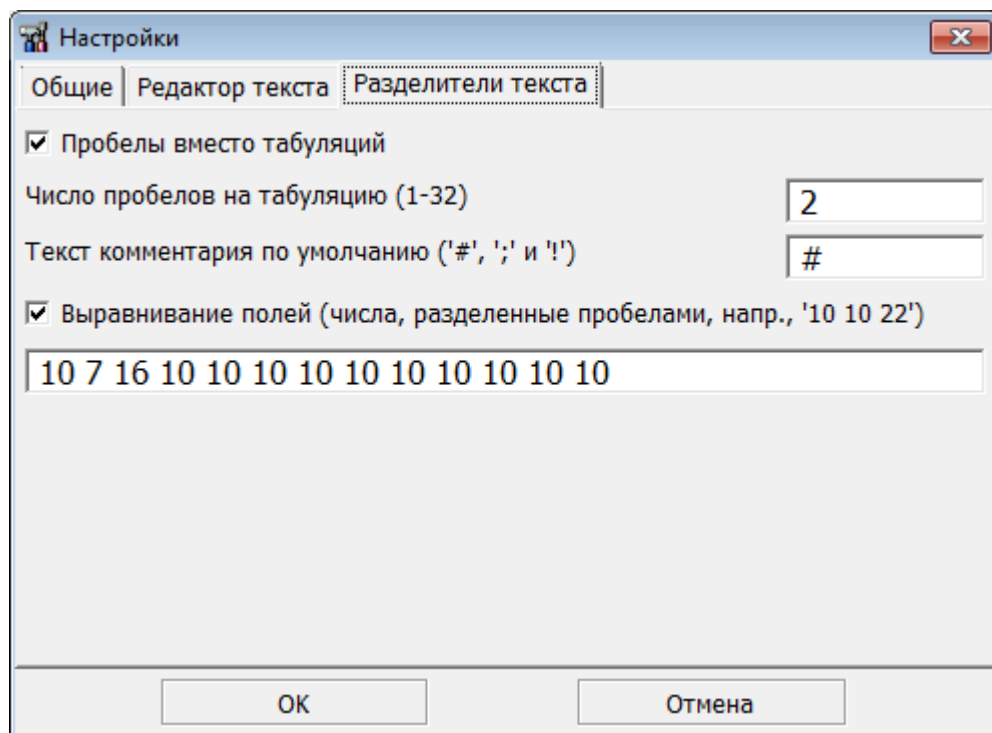 Настройки
Общие Редактор текста Разделители текста
Пробелы вместо табуляций
Число пробелов на табуляцию (1-32) 2
Текст комментария по умолчанию ('#', ';' и '!') #
Выравнивание полей (числа, разделенные пробелами, напр., '10 10 22')
10 7 16 10 10 10 10 10 10 10 10 10 10
ОК Отмена